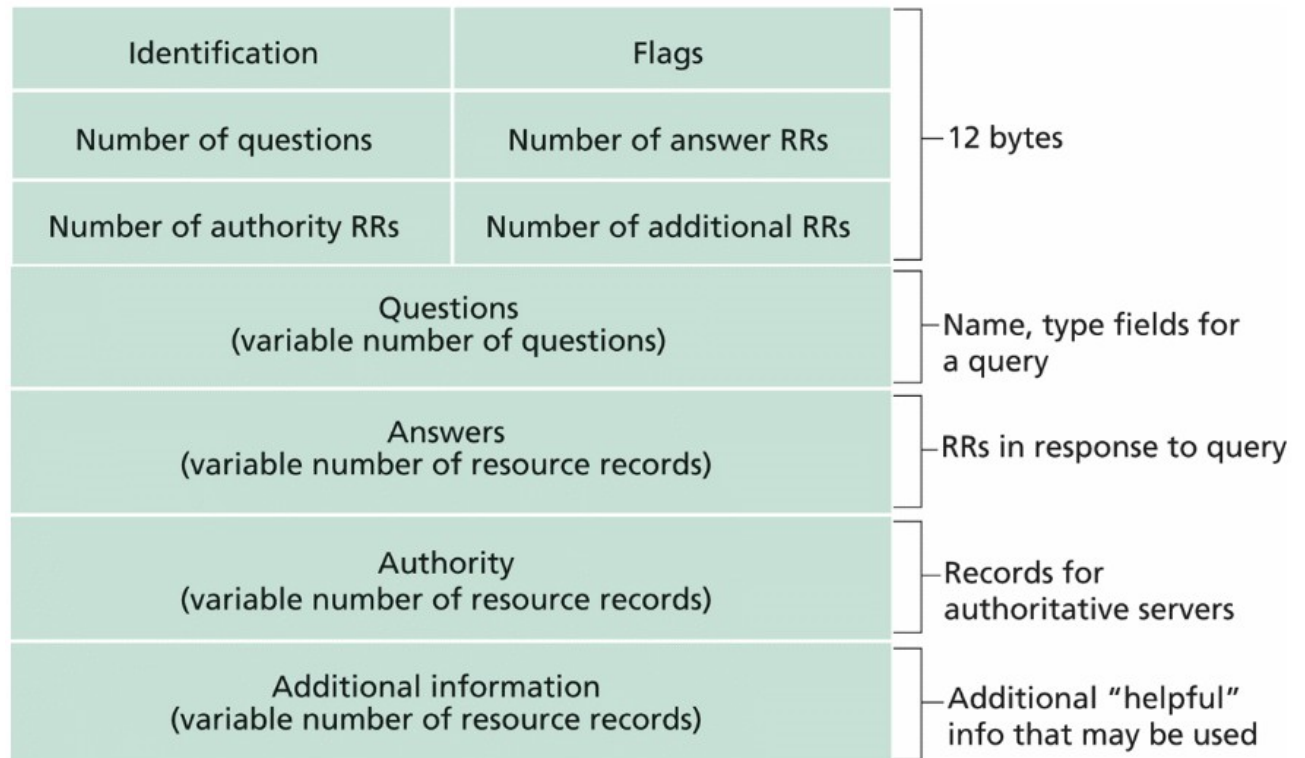 Identification
Flags
Number of questions
Number of answer RRs
12 bytes
Number of authority RRs
Number of additional RRs
Questions
(variable number of questions)
Name, type fields for
a query
Answers
(variable number of resource records)
RRs in response to query
Authority
(variable number of resource records)
Records for
authoritative servers
Additional information
(variable number of resource records)
Additional “helpful”
info that may be used